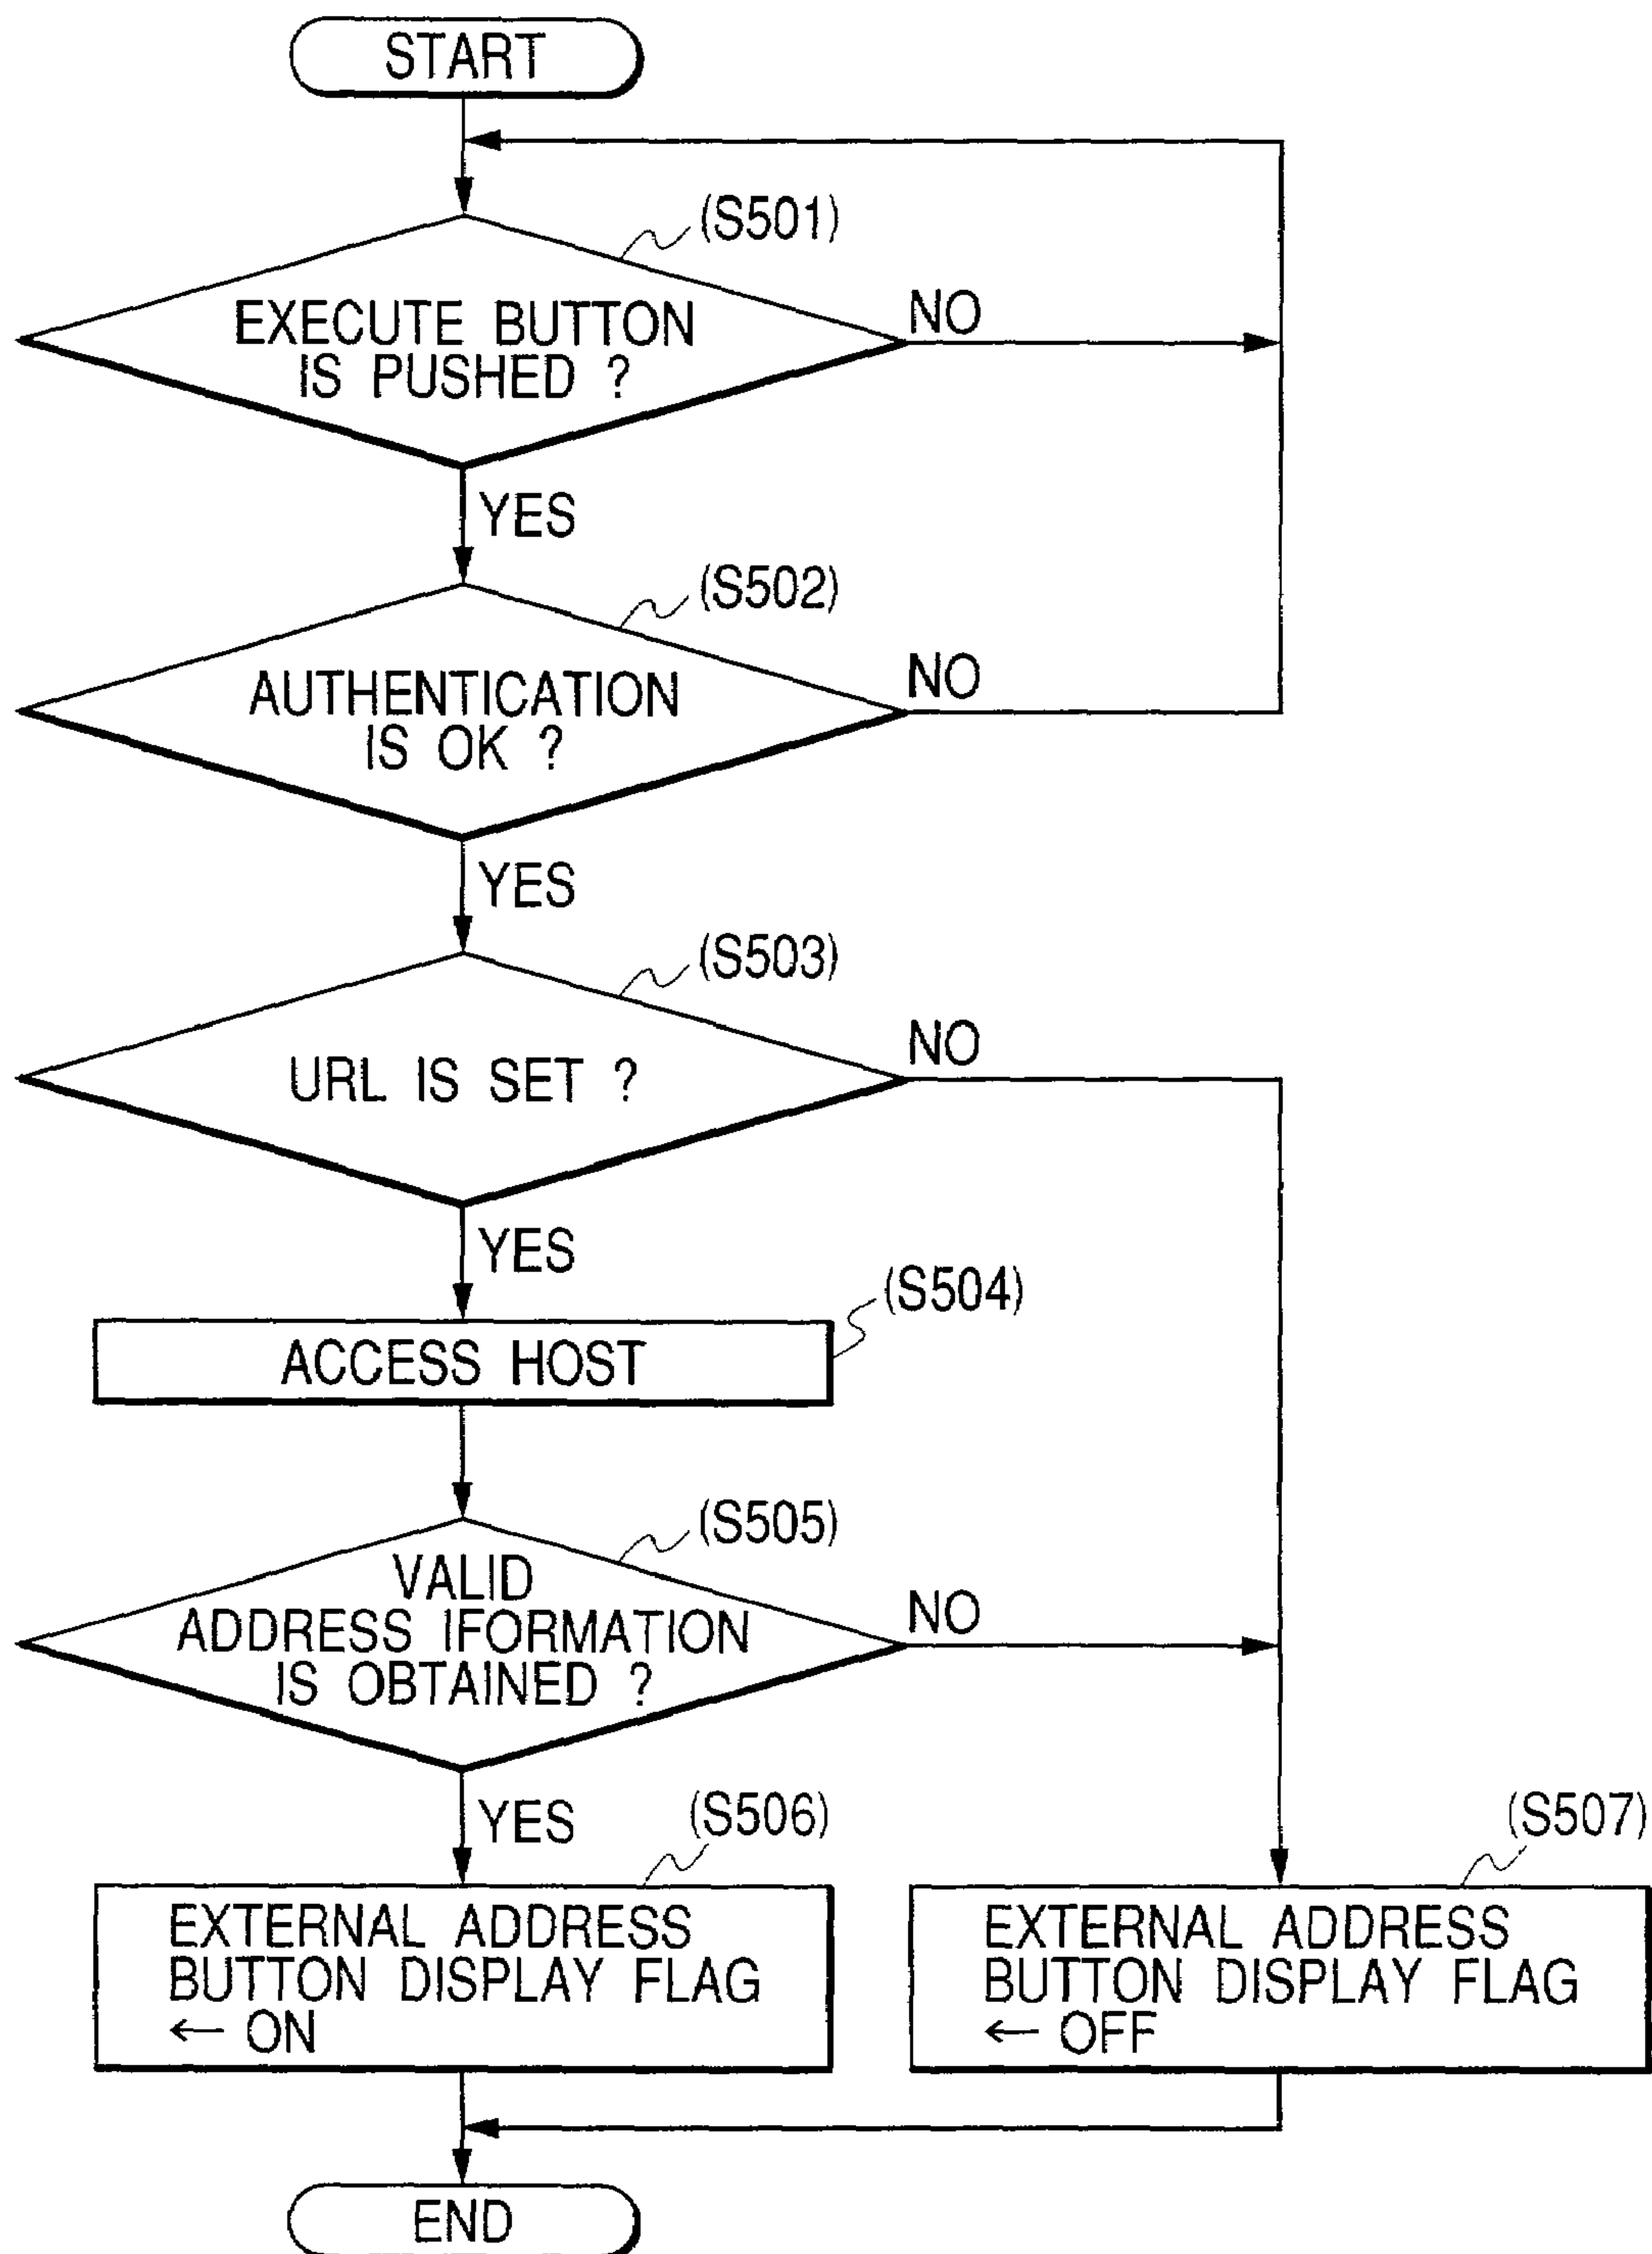 START
(S501)
EXECUTE BUTTON
IS PUSHED ?
NO
YES
(S502)
AUTHENTICATION
IS OK ?
NO
YES
(S503)
URL IS SET ?
NO
YES
(S504)
ACCESS HOST
(S505)
VALID
ADDRESS IFORMATION
IS OBTAINED ?
NO
YES
(S506)
EXTERNAL ADDRESS
BUTTON DISPLAY FLAG
← ON
(S507)
EXTERNAL ADDRESS
BUTTON DISPLAY FLAG
← OFF
END